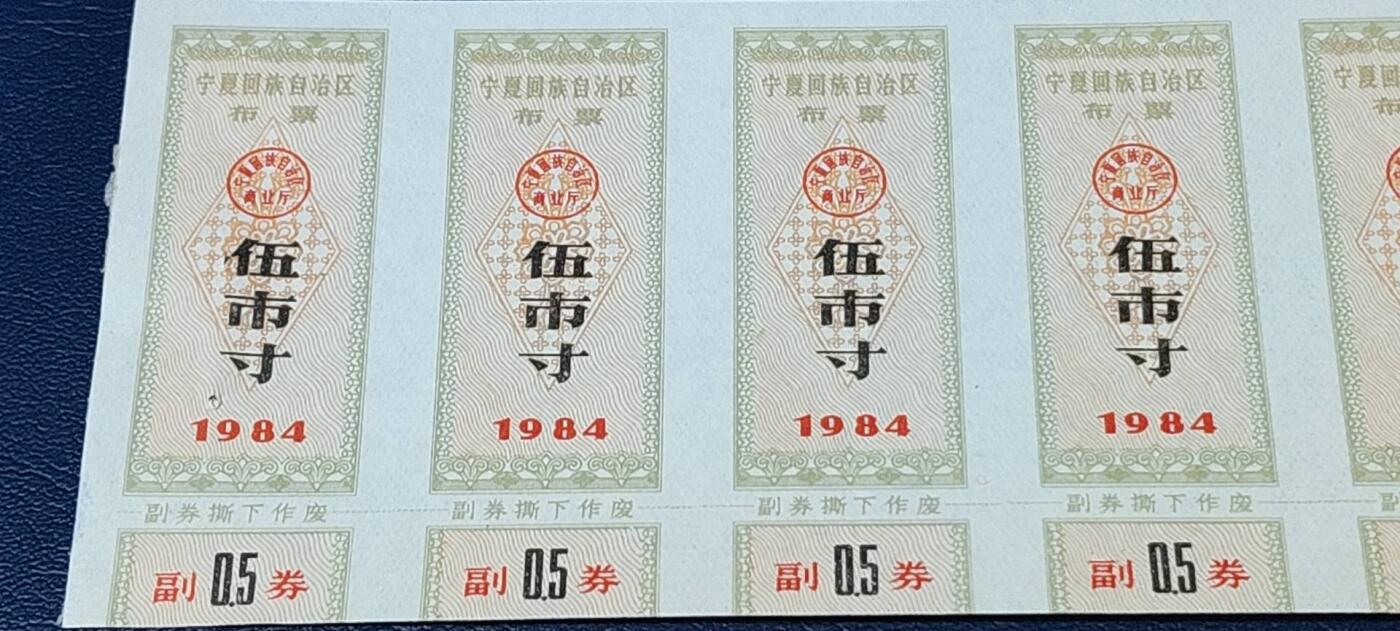 宁夏回族自治区
布票
宁夏回族自治区
商业厅
伍市寸
1984
副券撕下作废
副 0.5 券
宁夏回族自治区
布票
宁夏回族自治区
商业厅
伍市寸
1984
副券撕下作废
副 0.5 券
宁夏回族自治区
布票
宁夏回族自治区
商业厅
伍市寸
1984
副券撕下作废
副 0.5 券
宁夏回族自治区
布票
宁夏回族自治区
商业厅
伍市寸
1984
副券撕下作废
副 0.5 券
宁夏回
布
副